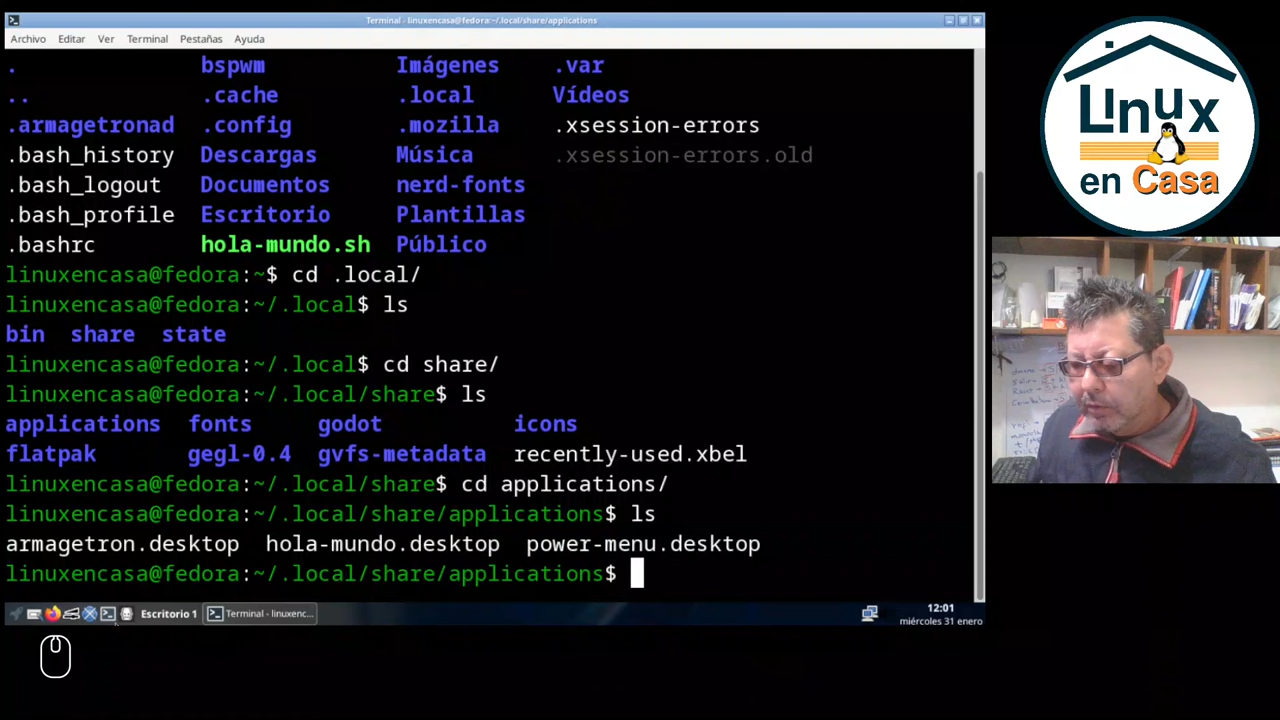 Terminal - linuxencasa@fedora:~/.local/share/applications
Archivo Editar Ver Terminal Pestañas Ayuda
. bspwm Imágenes .var
.. .cache .local Vídeos
.armagetronad .config .mozilla .xsession-errors
.bash_history Descargas Música .xsession-errors.old
.bash_logout Documentos nerd-fonts
.bash_profile Escritorio Plantillas
.bashrc hola-mundo.sh Público
linuxencasa@fedora:~$ cd .local/
linuxencasa@fedora:~/.local$ ls
bin share state
linuxencasa@fedora:~/.local$ cd share/
linuxencasa@fedora:~/.local/share$ ls
applications fonts godot icons
flatpak gegl-0.4 gvfs-metadata recently-used.xbel
linuxencasa@fedora:~/.local/share$ cd applications/
linuxencasa@fedora:~/.local/share/applications$ ls
armagetron.desktop hola-mundo.desktop power-menu.desktop
linuxencasa@fedora:~/.local/share/applications$
Escritorio 1 Terminal - linuxenc... 12:01
miércoles 31 enero
Linux
en Casa